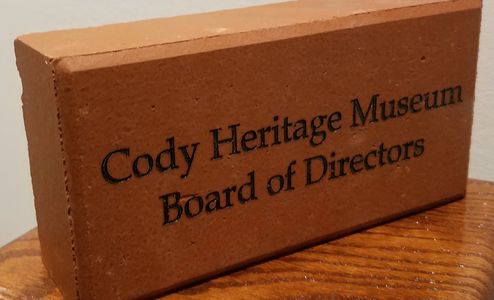 Cody Heritage Museum
Board of Directors